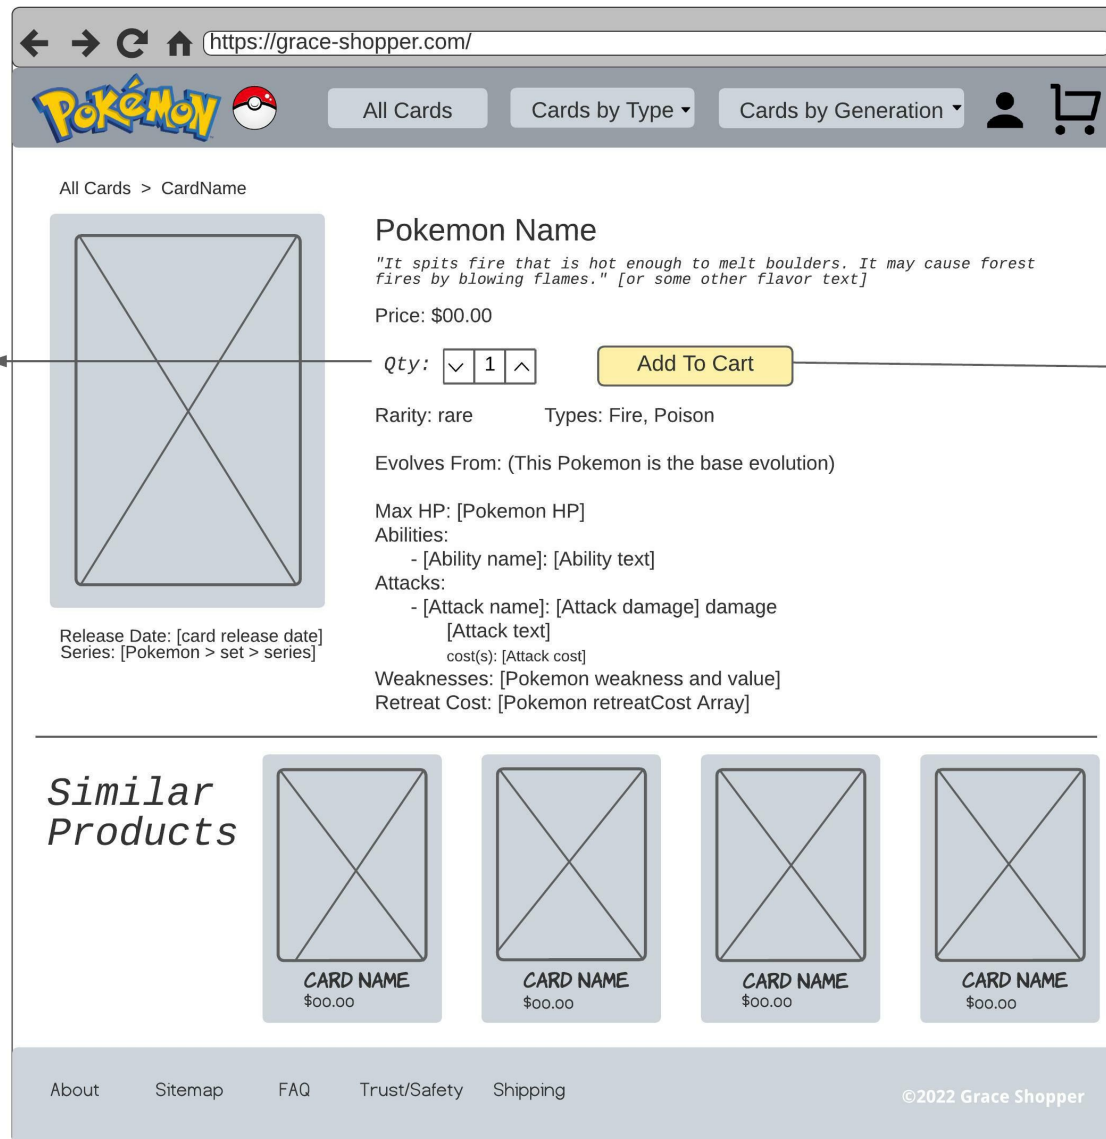 https://grace-shopper.com/
POKéMON
All Cards
Cards by Type
Cards by Generation
All Cards > CardName
Pokemon Name
"It spits fire that is hot enough to melt boulders. It may cause forest
fires by blowing flames." [or some other flavor text]
Price: $00.00
Qty:
1
Add To Cart
Rarity: rare
Types: Fire, Poison
Evolves From: (This Pokemon is the base evolution)
Max HP: [Pokemon HP]
Abilities:
- [Ability name]: [Ability text]
Attacks:
- [Attack name]: [Attack damage] damage
[Attack text]
cost(s): [Attack cost]
Weaknesses: [Pokemon weakness and value]
Retreat Cost: [Pokemon retreatCost Array]
Release Date: [card release date]
Series: [Pokemon > set > series]
Similar
Products
CARD NAME
$00.00
CARD NAME
$00.00
CARD NAME
$00.00
CARD NAME
$00.00
About
Sitemap
FAQ
Trust/Safety
Shipping
©2022 Grace Shopper